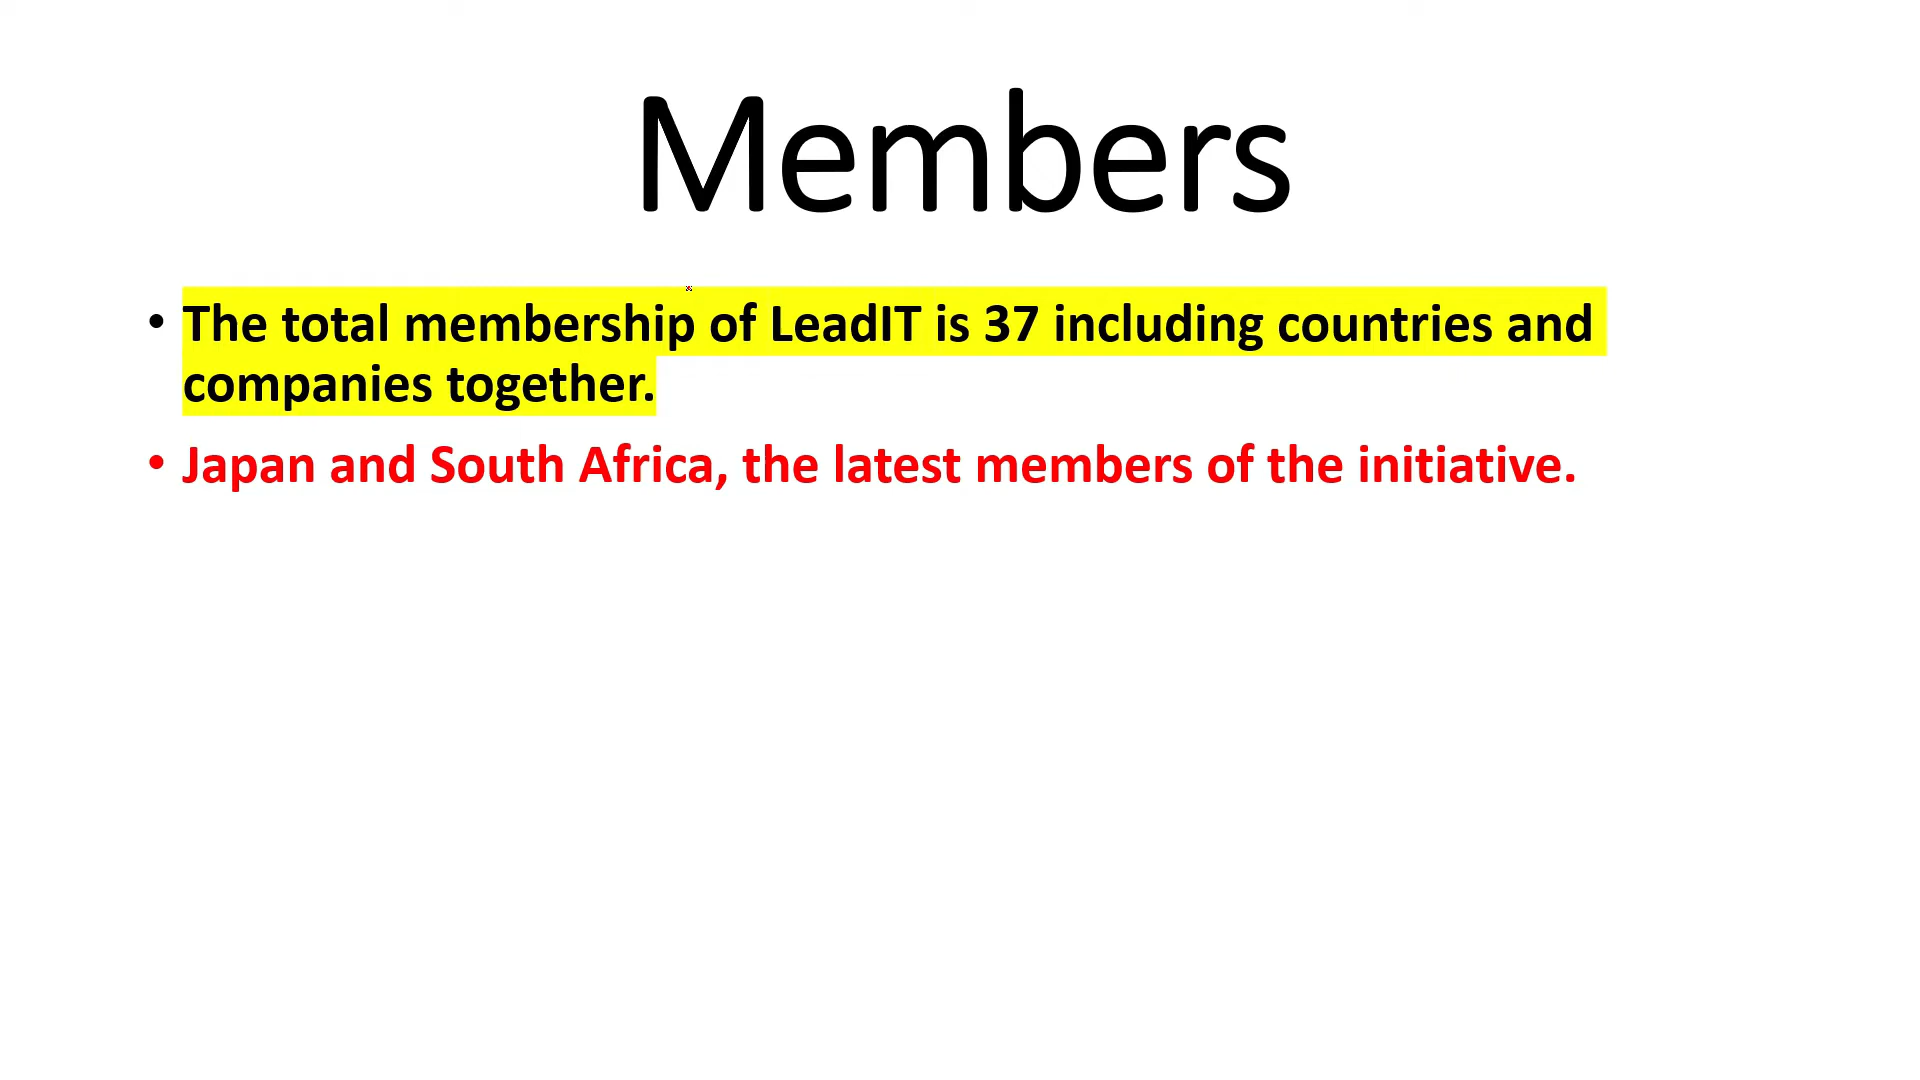 Members
• The total membership of LeadIT is 37 including countries and
companies together.
• Japan and South Africa, the latest members of the initiative.